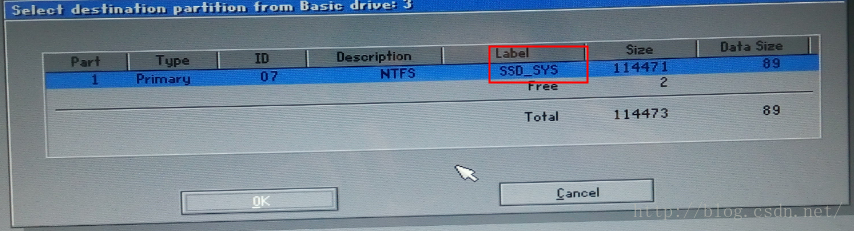 Select destination partition from Basic drive: 3
Part Type ID Description Label Size Data Size
1 Primary 07 NTFS SSD_SYS 114471 89
Free 2
Total 114473 89
OK Cancel
http://blog.csdn.net/